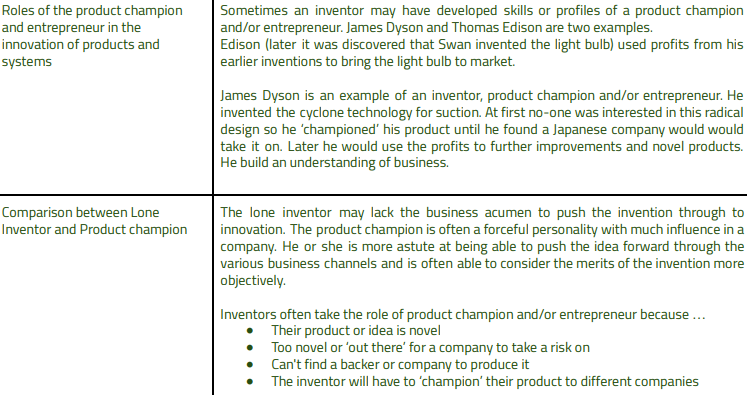 Roles of the product champion
and entrepreneur in the
innovation of products and
systems
Sometimes an inventor may have developed skills or profiles of a product champion
and/or entrepreneur. James Dyson and Thomas Edison are two examples.
Edison (later it was discovered that Swan invented the light bulb) used profits from his
earlier inventions to bring the light bulb to market.
James Dyson is an example of an inventor, product champion and/or entrepreneur. He
invented the cyclone technology for suction. At first no-one was interested in this radical
design so he ‘championed’ his product until he found a Japanese company would would
take it on. Later he would use the profits to further improvements and novel products.
He build an understanding of business.
Comparison between Lone
Inventor and Product champion
The lone inventor may lack the business acumen to push the invention through to
innovation. The product champion is often a forceful personality with much influence in a
company. He or she is more astute at being able to push the idea forward through the
various business channels and is often able to consider the merits of the invention more
objectively.
Inventors often take the role of product champion and/or entrepreneur because …
● Their product or idea is novel
● Too novel or ‘out there’ for a company to take a risk on
● Can't find a backer or company to produce it
● The inventor will have to ‘champion’ their product to different companies